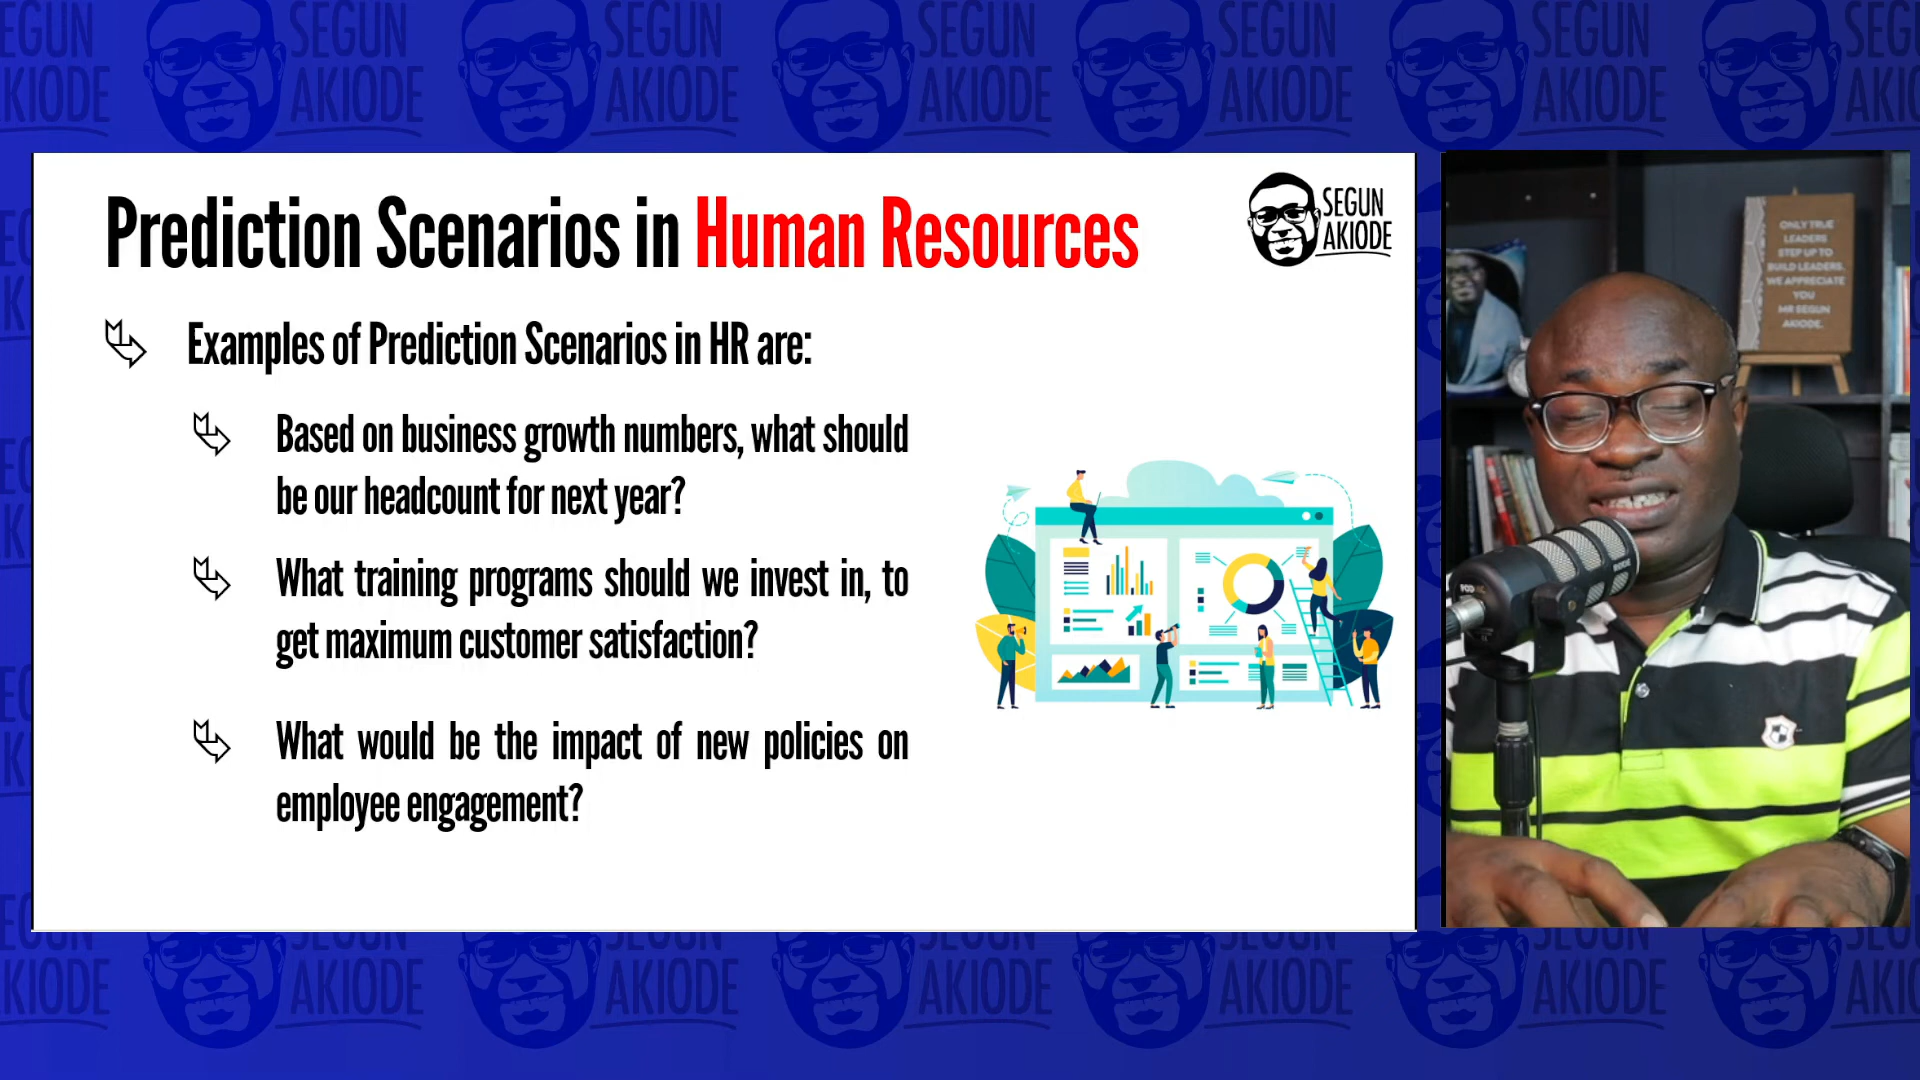 SEGUN
AKIODE
Prediction Scenarios in Human Resources
SEGUN
AKIODE
Examples of Prediction Scenarios in HR are:
Based on business growth numbers, what should
be our headcount for next year?
What training programs should we invest in, to
get maximum customer satisfaction?
What would be the impact of new policies on
employee engagement?
ONLY TRUE
LEADERS
STEP UP TO
BUILD LEADERS.
WE APPRECIATE
YOU
MR SEGUN
AKIODE.
RODE
SEGUN
AKIODE